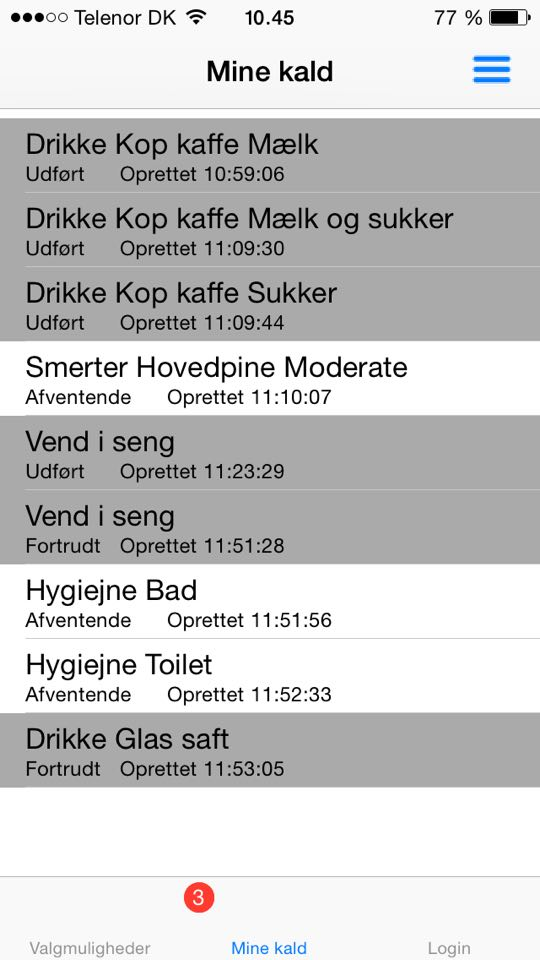 Telenor DK 10.45 77 %
Mine kald
Drikke Kop kaffe Mælk
Udført Oprettet 10:59:06
Drikke Kop kaffe Mælk og sukker
Udført Oprettet 11:09:30
Drikke Kop kaffe Sukker
Udført Oprettet 11:09:44
Smerter Hovedpine Moderate
Afventende Oprettet 11:10:07
Vend i seng
Udført Oprettet 11:23:29
Vend i seng
Fortrudt Oprettet 11:51:28
Hygiejne Bad
Afventende Oprettet 11:51:56
Hygiejne Toilet
Afventende Oprettet 11:52:33
Drikke Glas saft
Fortrudt Oprettet 11:53:05
3
Valgmuligheder Mine kald Login